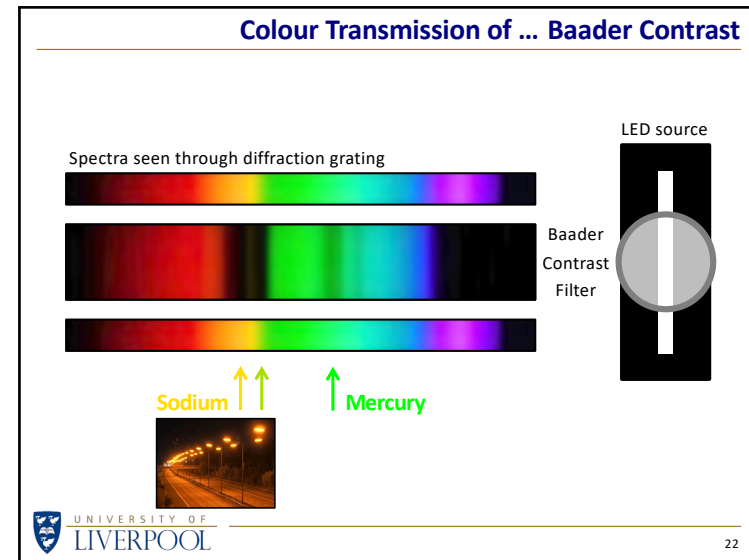 Colour Transmission of ... Baader Contrast
LED source
Spectra seen through diffraction grating
Baader
Contrast
Filter
Sodium
Mercury
UNIVERSITY OF
LIVERPOOL
22